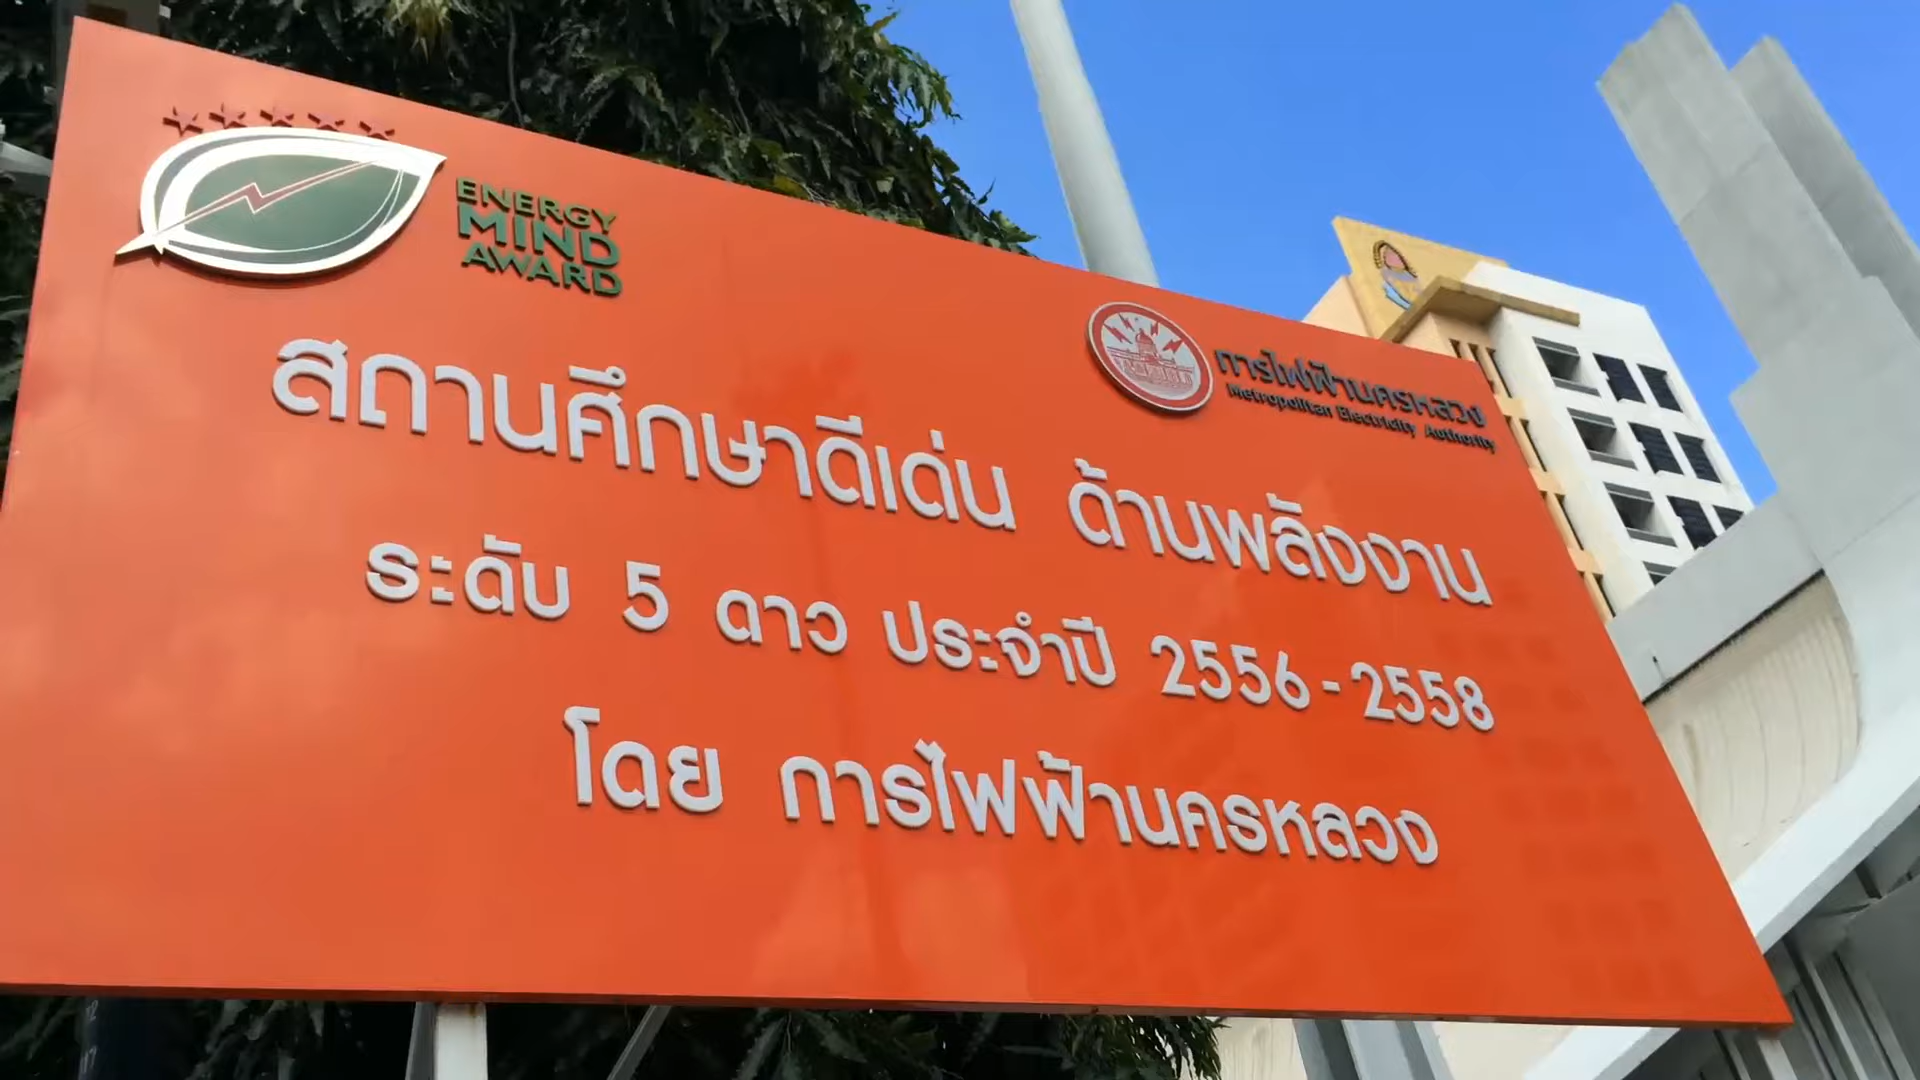 ENERGY
MIND
AWARD
การไฟฟ้านครหลวง
Metropolitan Electricity Authority
สถานศึกษาดีเด่น ด้านพลังงาน
ระดับ 5 ดาว ประจำปี 2556-2558
โดย การไฟฟ้านครหลวง